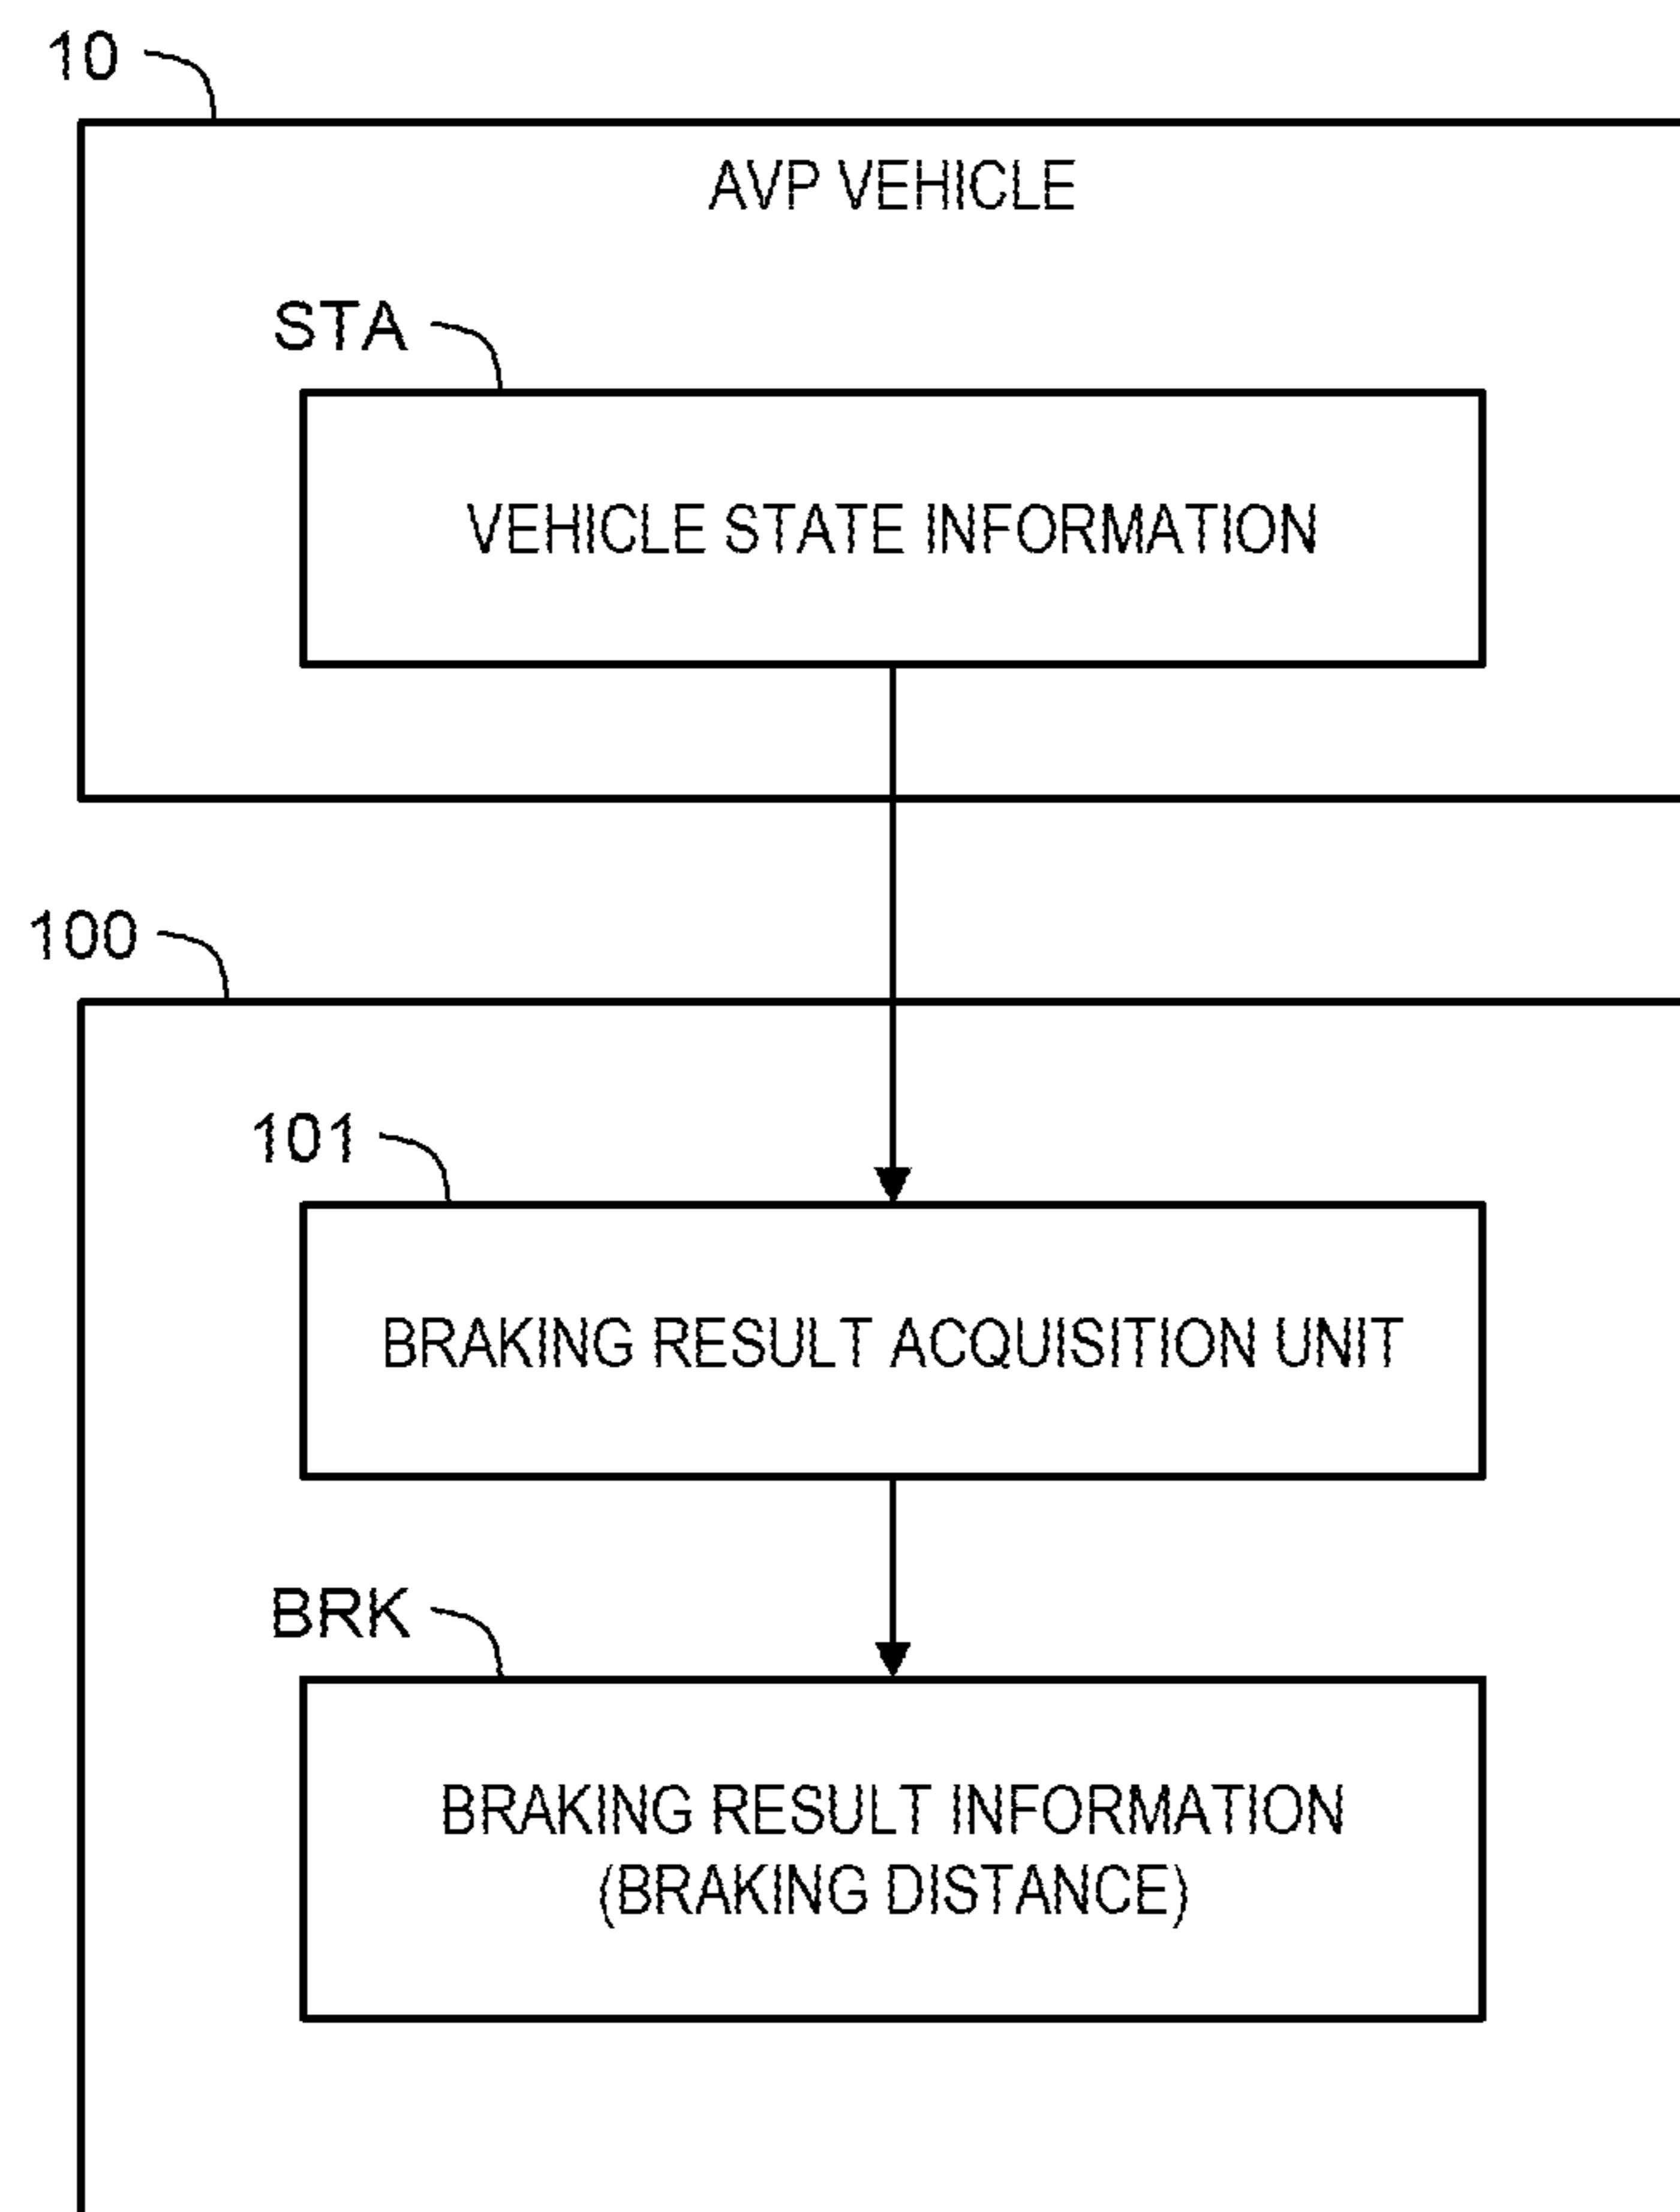 10
AVP VEHICLE
STA
VEHICLE STATE INFORMATION
100
101
BRAKING RESULT ACQUISITION UNIT
BRK
BRAKING RESULT INFORMATION
(BRAKING DISTANCE)